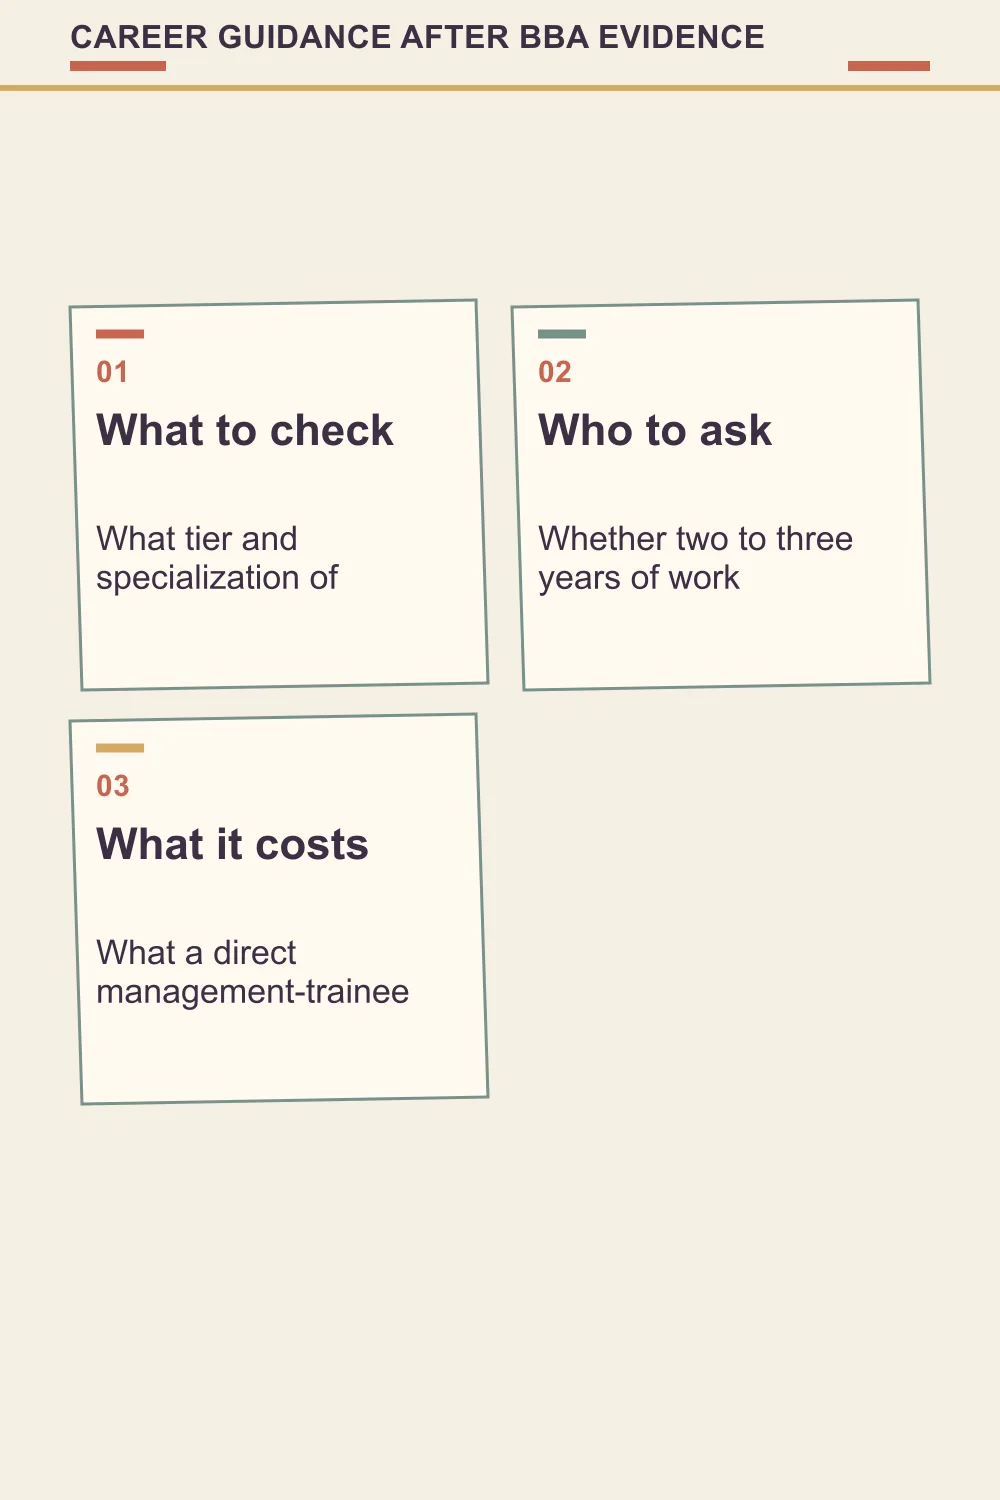 CAREER GUIDANCE AFTER BBA EVIDENCE
01
What to check
What tier and
specialization of
02
Who to ask
Whether two to three
years of work
03
What it costs
What a direct
management-trainee